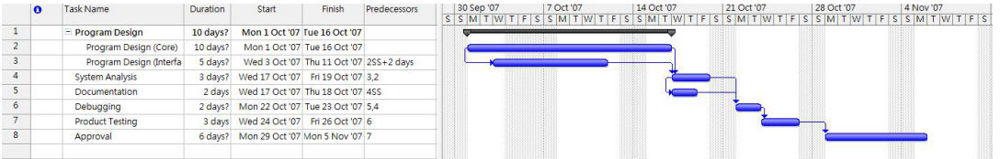 Task Name Duration Start Finish Predecessors 30 Sep '07 7 Oct '07 14 Oct '07 21 Oct '07 28 Oct '07 4 Nov '07
S S M T W T F S S M T W T F S S M T W T F S S M T W T F S S M T W T F S S M T W T F S
1 Program Design 10 days? Mon 1 Oct '07 Tue 16 Oct '07
2 Program Design (Core) 10 days? Mon 1 Oct '07 Tue 16 Oct '07
3 Program Design (Interfa 5 days? Wed 3 Oct '07 Thu 11 Oct '07 2SS+2 days
4 System Analysis 3 days? Wed 17 Oct '07 Fri 19 Oct '07 3,2
5 Documentation 2 days Wed 17 Oct '07 Thu 18 Oct '07 4SS
6 Debugging 2 days? Mon 22 Oct '07 Tue 23 Oct '07 5,4
7 Product Testing 3 days Wed 24 Oct '07 Fri 26 Oct '07 6
8 Approval 6 days? Mon 29 Oct '07 Mon 5 Nov '07 7